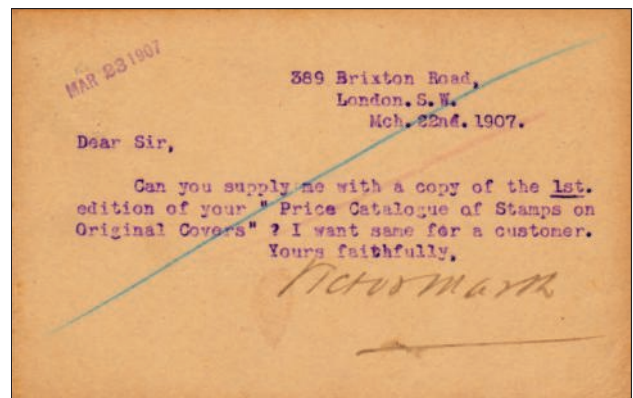 MAR 23 1907
389 Brixton Road,
London. S. W.
Mch. 22nd. 1907.
Dear Sir,
Can you supply me with a copy of the 1st.
edition of your " Price Catalogue of Stamps on
Original Covers" ? I want same for a customer.
Yours faithfully,
Victor Marsh